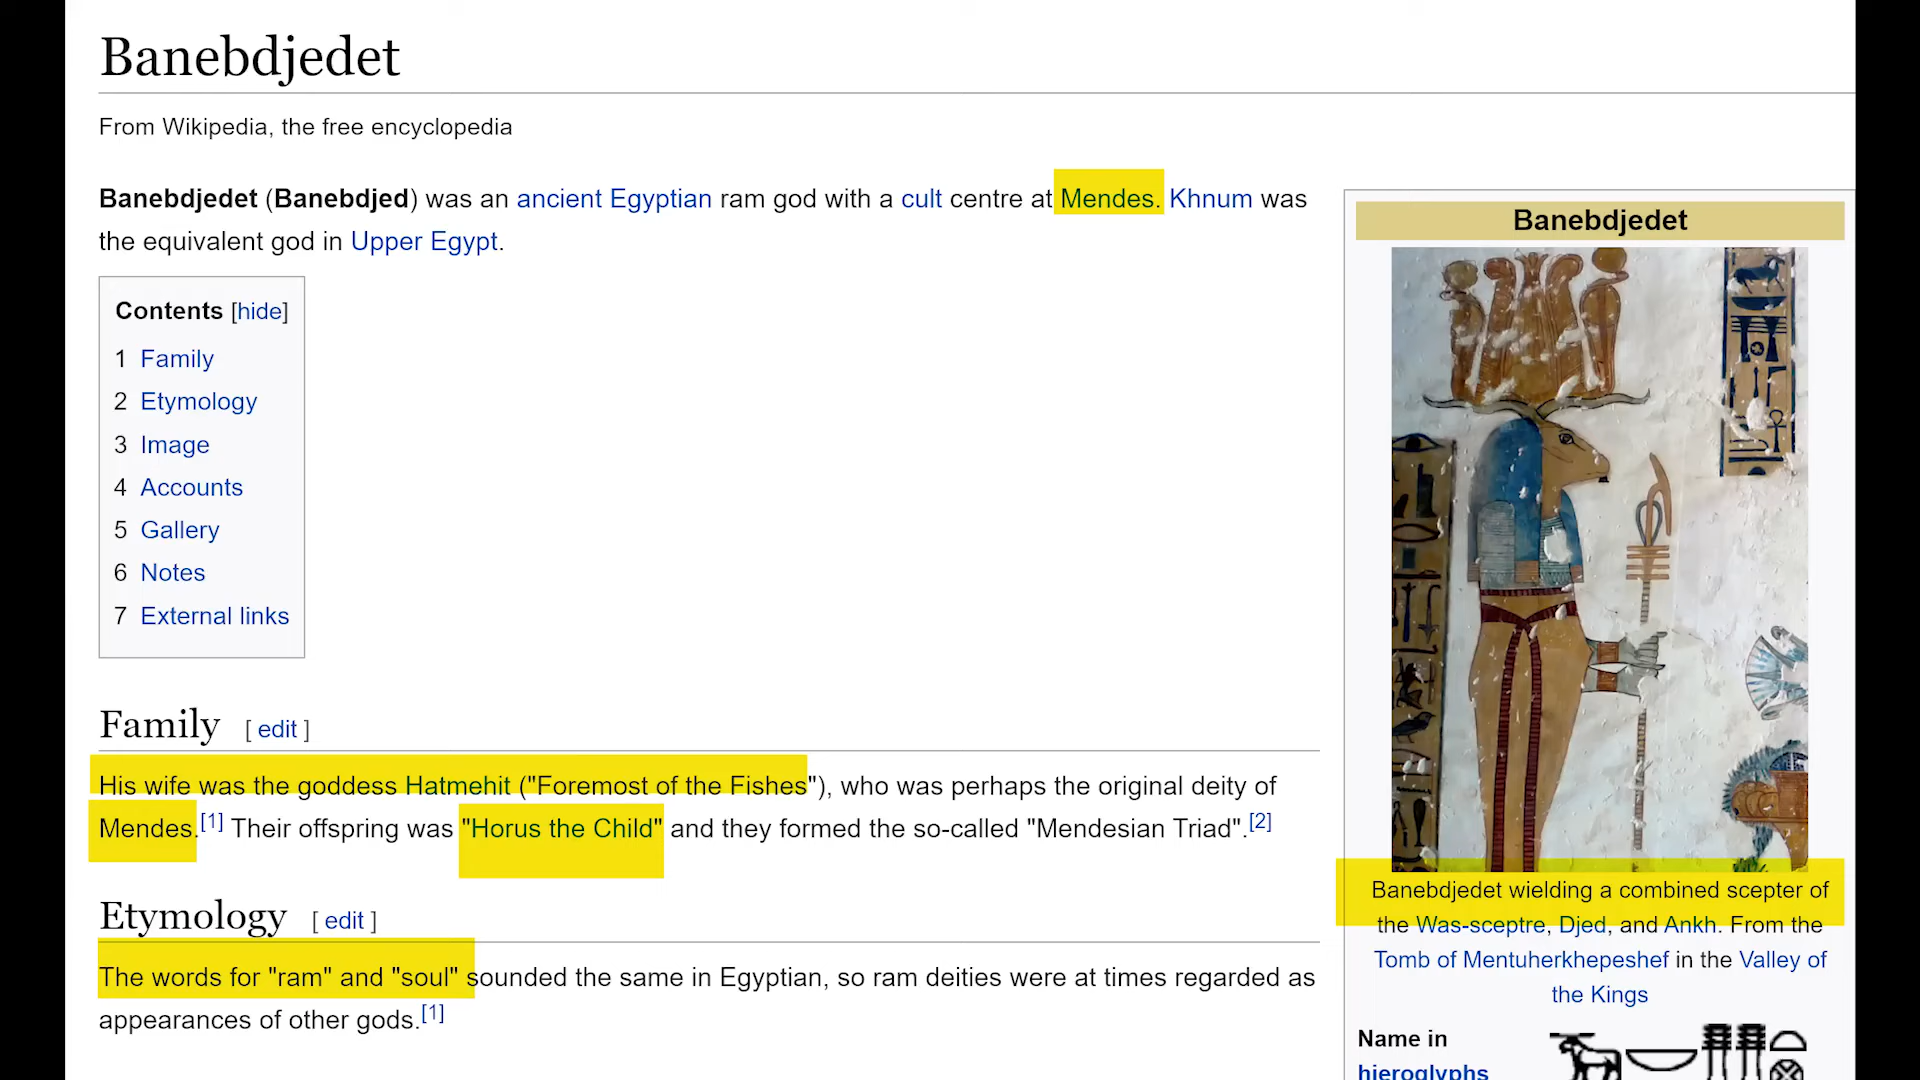 Banebdjedet
From Wikipedia, the free encyclopedia
Banebdjedet (Banebdjed) was an ancient Egyptian ram god with a cult centre at Mendes. Khnum was
the equivalent god in Upper Egypt.
Contents [hide]
1 Family
2 Etymology
3 Image
4 Accounts
5 Gallery
6 Notes
7 External links
Family [ edit ]
His wife was the goddess Hatmehit ("Foremost of the Fishes"), who was perhaps the original deity of
Mendes.[1] Their offspring was "Horus the Child" and they formed the so-called "Mendesian Triad".[2]
Etymology [ edit ]
The words for "ram" and "soul" sounded the same in Egyptian, so ram deities were at times regarded as
appearances of other gods.[1]
Banebdjedet
Banebdjedet wielding a combined scepter of
the Was-sceptre, Djed, and Ankh. From the
Tomb of Mentuherkhepeshef in the Valley of
the Kings
Name in
hieroglyphs